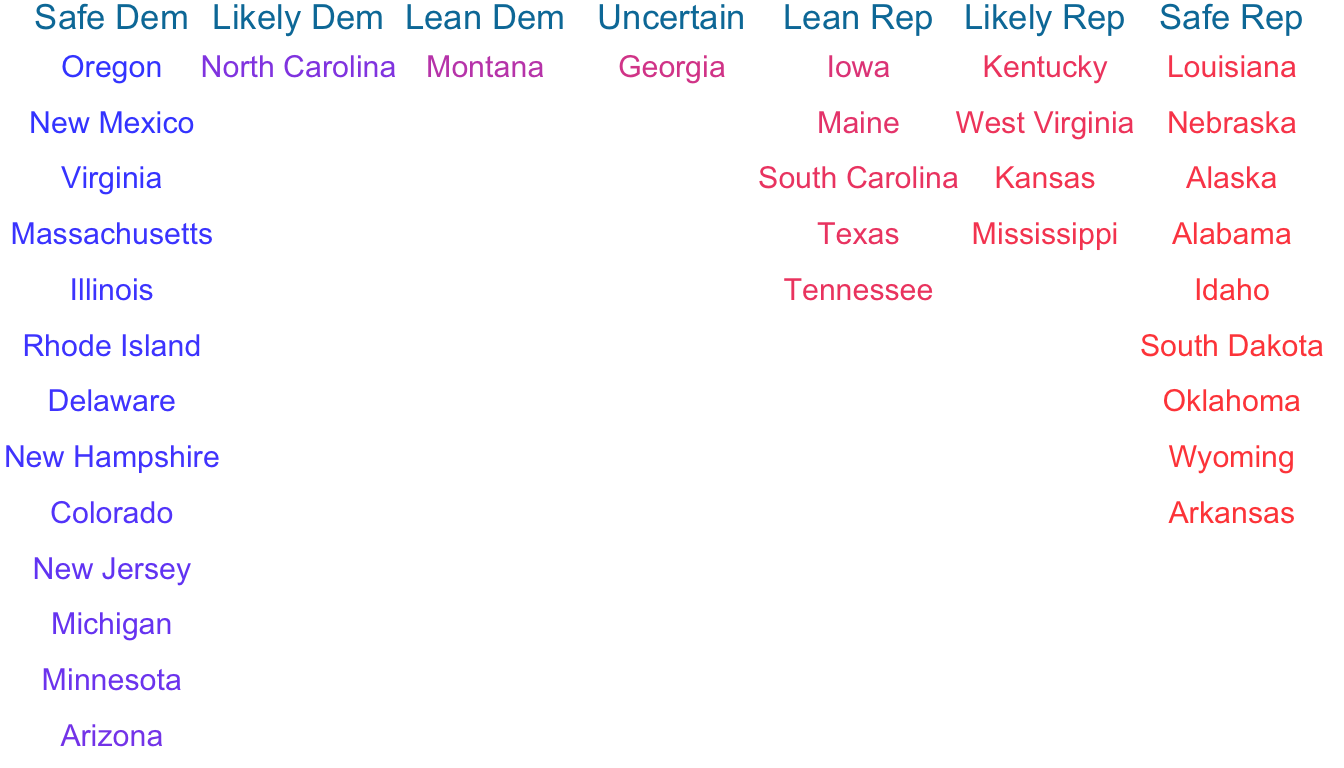 Safe Dem Likely Dem Lean Dem Uncertain Lean Rep Likely Rep Safe Rep
Oregon North Carolina Montana Georgia Iowa Kentucky Louisiana
New Mexico Maine West Virginia Nebraska
Virginia South Carolina Kansas Alaska
Massachusetts Texas Mississippi Alabama
Illinois Tennessee Idaho
Rhode Island South Dakota
Delaware Oklahoma
New Hampshire Wyoming
Colorado Arkansas
New Jersey
Michigan
Minnesota
Arizona